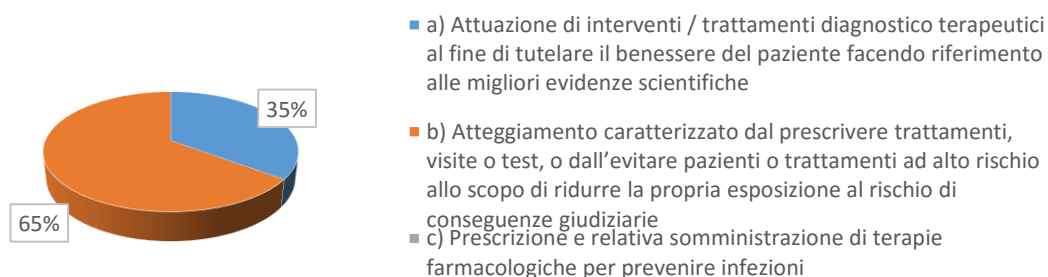 35%
65%
a) Attuazione di interventi / trattamenti diagnostico terapeutici
al fine di tutelare il benessere del paziente facendo riferimento
alle migliori evidenze scientifiche
b) Atteggiamento caratterizzato dal prescrivere trattamenti,
visite o test, o dall'evitare pazienti o trattamenti ad alto rischio
allo scopo di ridurre la propria esposizione al rischio di
conseguenze giudiziarie
c) Prescrizione e relativa somministrazione di terapie
farmacologiche per prevenire infezioni